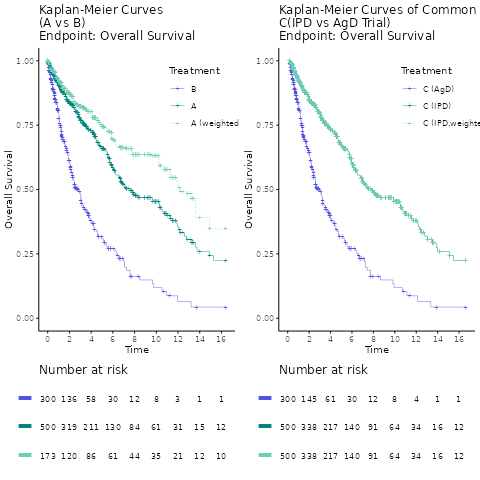 Kaplan-Meier Curves
(A vs B)
Endpoint: Overall Survival
Overall Survival
1.00
0.75
0.50
0.25
0.00
0 2 4 6 8 10 12 14 16
Time
Treatment
B
A
A (weighted
Number at risk
300 136 58 30 12 8 3 1 1
500 319 211 130 84 61 31 15 12
173 120 86 61 44 35 21 12 10
Kaplan-Meier Curves of Common
C(IPD vs AgD Trial)
Endpoint: Overall Survival
Overall Survival
1.00
0.75
0.50
0.25
0.00
0 2 4 6 8 10 12 14 16
Time
Treatment
C (AgD)
C (IPD)
C (IPD,weighte
Number at risk
300 145 61 30 12 8 4 1 1
500 338 217 140 91 64 34 16 12
500 338 217 140 91 64 34 16 12